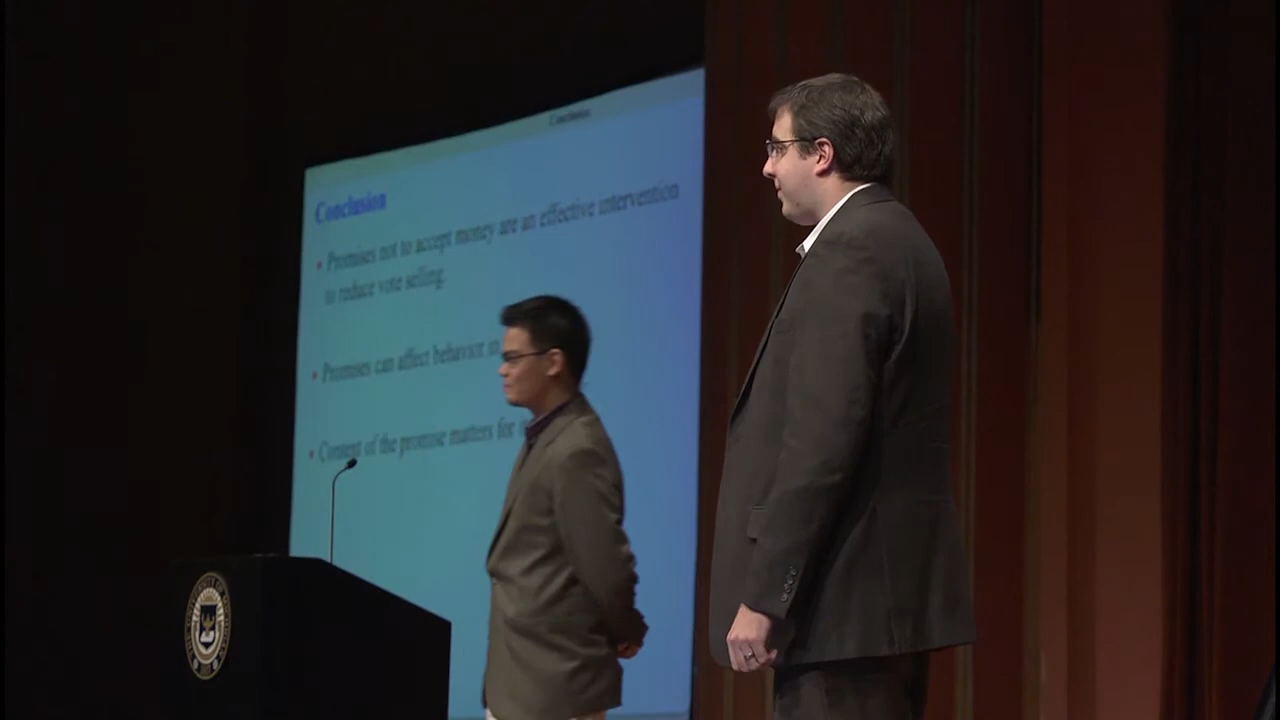 Conclusion
Conclusion
• Promises not to accept money are an effective intervention
to reduce vote selling.
• Promises can affect behavior in
• Content of the promise matters for